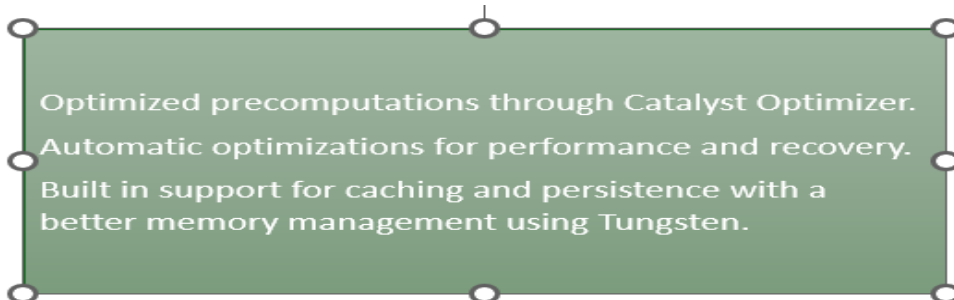 Optimized precomputations through Catalyst Optimizer.
Automatic optimizations for performance and recovery.
Built in support for caching and persistence with a
better memory management using Tungsten.